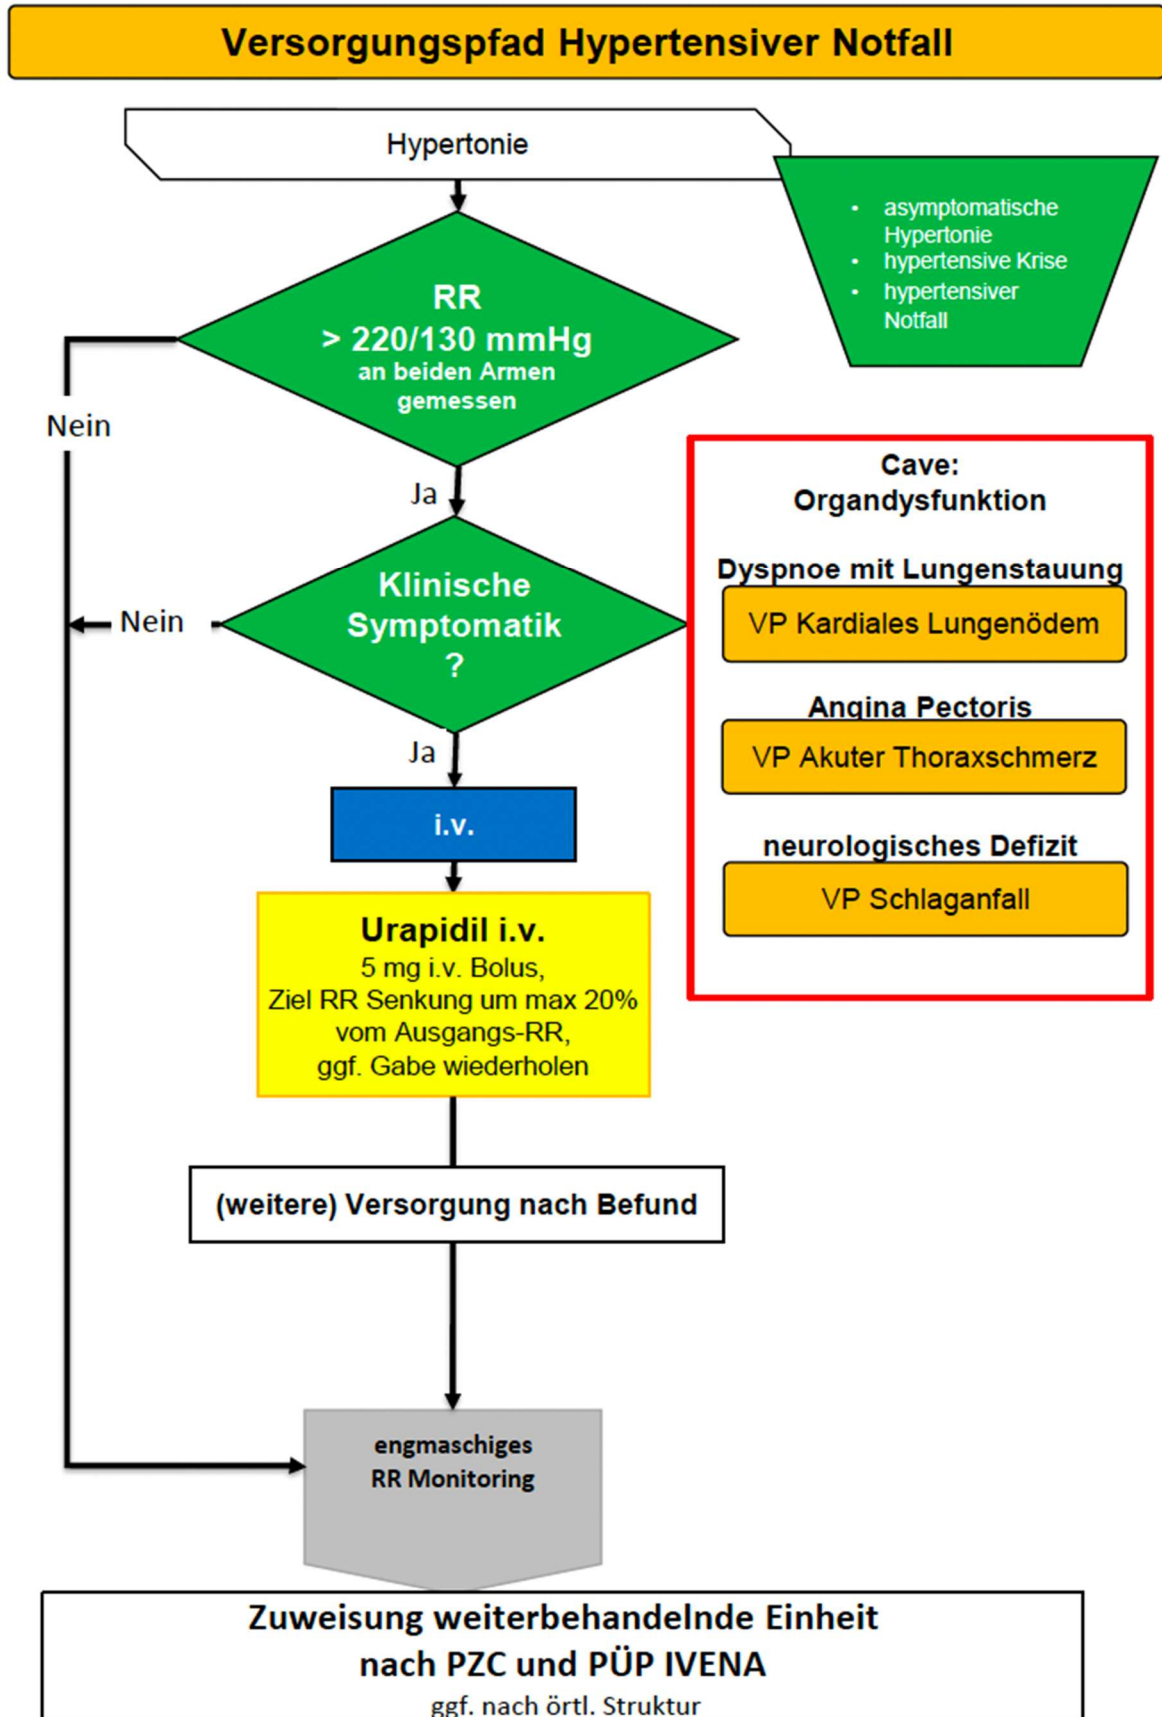 Versorgungspfad Hypertensiver Notfall
Hypertonie
• asymptomatische
Hypertonie
• hypertensive Krise
• hypertensiver
Notfall
RR
> 220/130 mmHg
an beiden Armen
gemessen
Nein
Ja
Cave:
Organdysfunktion
Dyspnoe mit Lungenstauung
VP Kardiales Lungenödem
Angina Pectoris
VP Akuter Thoraxschmerz
neurologisches Defizit
VP Schlaganfall
Klinische
Symptomatik
?
Nein
Ja
i.v.
Urapidil i.v.
5 mg i.v. Bolus,
Ziel RR Senkung um max 20%
vom Ausgangs-RR,
ggf. Gabe wiederholen
(weitere) Versorgung nach Befund
engmaschiges
RR Monitoring
Zuweisung weiterbehandelnde Einheit
nach PZC und PÜP IVENA
ggf. nach örtl. Struktur